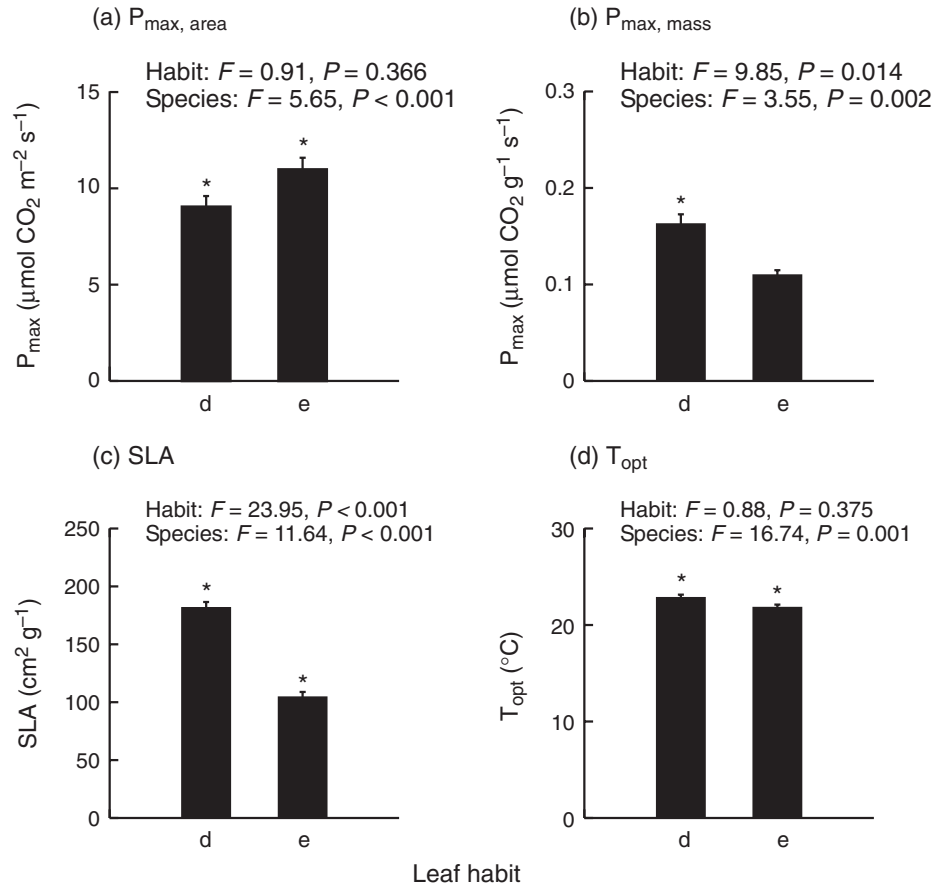 (a) Pmax, area
Habit: F = 0.91, P = 0.366
Species: F = 5.65, P < 0.001
Pmax (μmol CO2 m−2 s−1)
15
10
5
0
*
*
d
e
(b) Pmax, mass
Habit: F = 9.85, P = 0.014
Species: F = 3.55, P = 0.002
Pmax (μmol CO2 g−1 s−1)
0.3
0.2
0.1
0
*
d
e
(c) SLA
Habit: F = 23.95, P < 0.001
Species: F = 11.64, P < 0.001
SLA (cm2 g−1)
250
200
150
100
50
0
*
*
d
e
(d) Topt
Habit: F = 0.88, P = 0.375
Species: F = 16.74, P = 0.001
Topt (°C)
30
20
10
0
*
*
d
e
Leaf habit